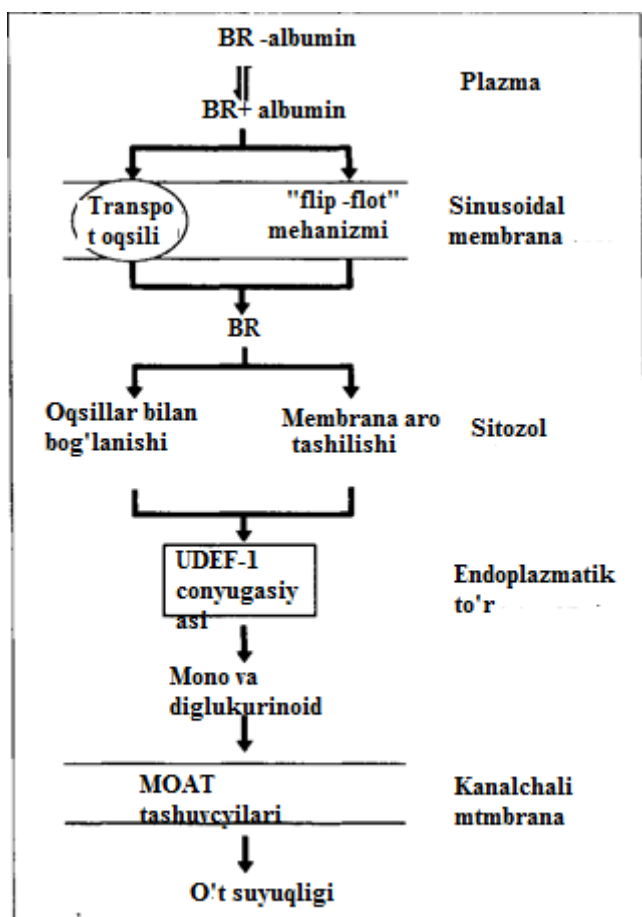 BR -albumin
BR+ albumin
Plazma
Transpo
t oqsili
"flip -flot"
mehanizmi
Sinusoidal
membrana
BR
Oqsillar bilan
bog'lanishi
Membrana aro
tashilishi
Sitozol
UDEF-1
conyugasiy
asi
Endoplazmatik
to'r
Mono va
diglukurinoid
MOAT
tashuvcyilari
Kanalchali
mtmbrana
O't suyuqligi